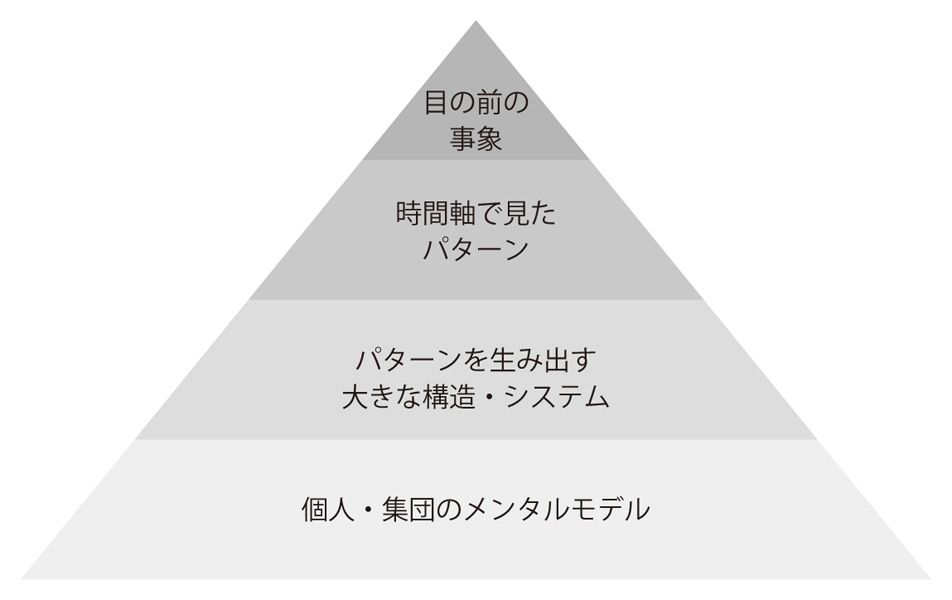 目の前の
事象
時間軸で見た
パターン
パターンを生み出す
大きな構造・システム
個人・集団のメンタルモデル